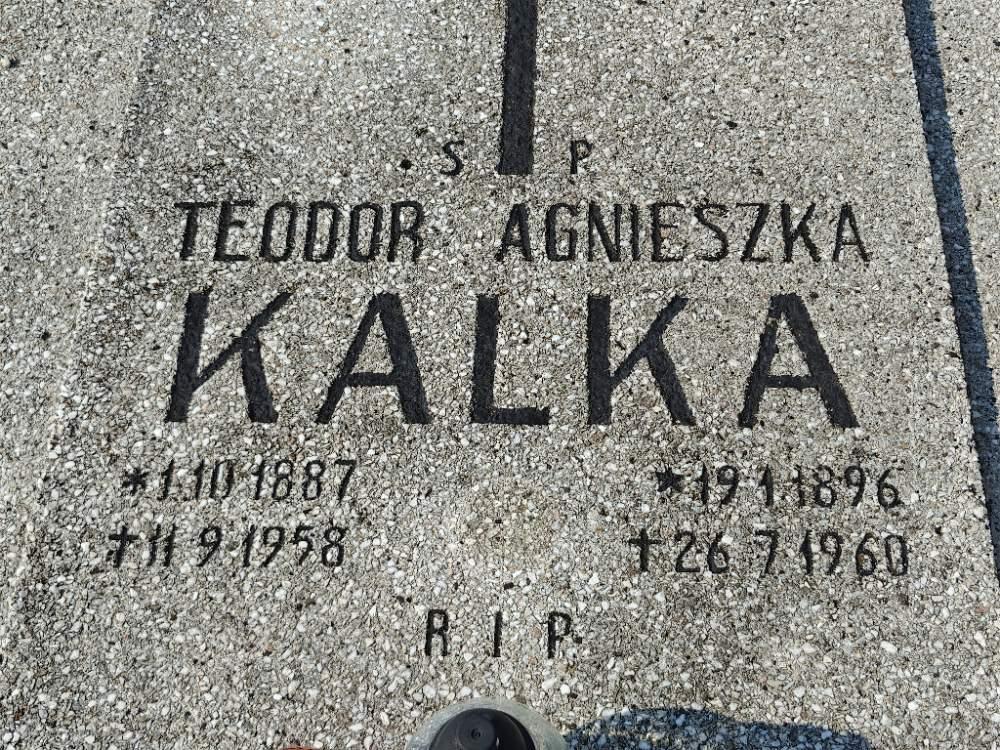 S P
TEODOR AGNIESZKA
KALKA
*1.10 1887 *19 1 1896
†11 9 1958 †26 7 1960
R I P